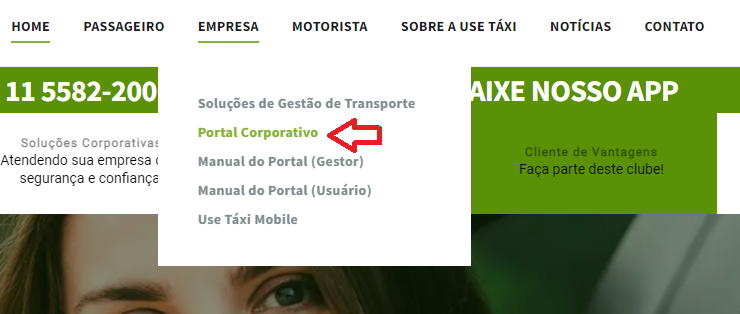 HOME PASSAGEIRO EMPRESA MOTORISTA SOBRE A USE TÁXI NOTÍCIAS CONTATO
11 5582-200 AIXE NOSSO APP
Soluções de Gestão de Transporte
Portal Corporativo
Manual do Portal (Gestor)
Manual do Portal (Usuário)
Use Táxi Mobile
Soluções Corporativas
Atendendo sua empresa
segurança e confiança
Cliente de Vantagens
Faça parte deste clube!